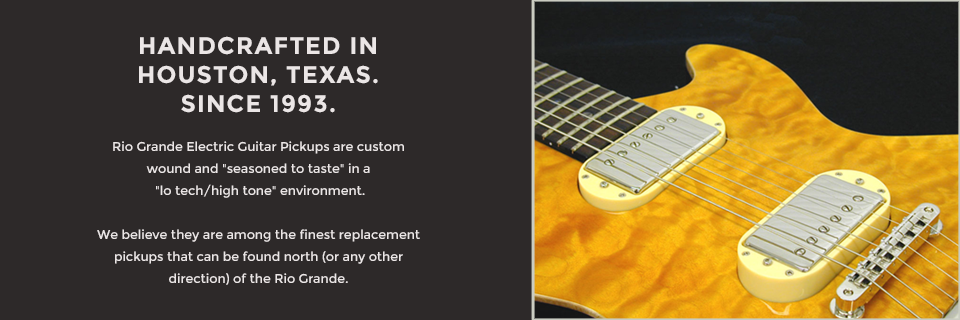 HANDCRAFTED IN
HOUSTON, TEXAS.
SINCE 1993.
Rio Grande Electric Guitar Pickups are custom
wound and "seasoned to taste" in a
"lo tech/high tone" environment.
We believe they are among the finest replacement
pickups that can be found north (or any other
direction) of the Rio Grande.